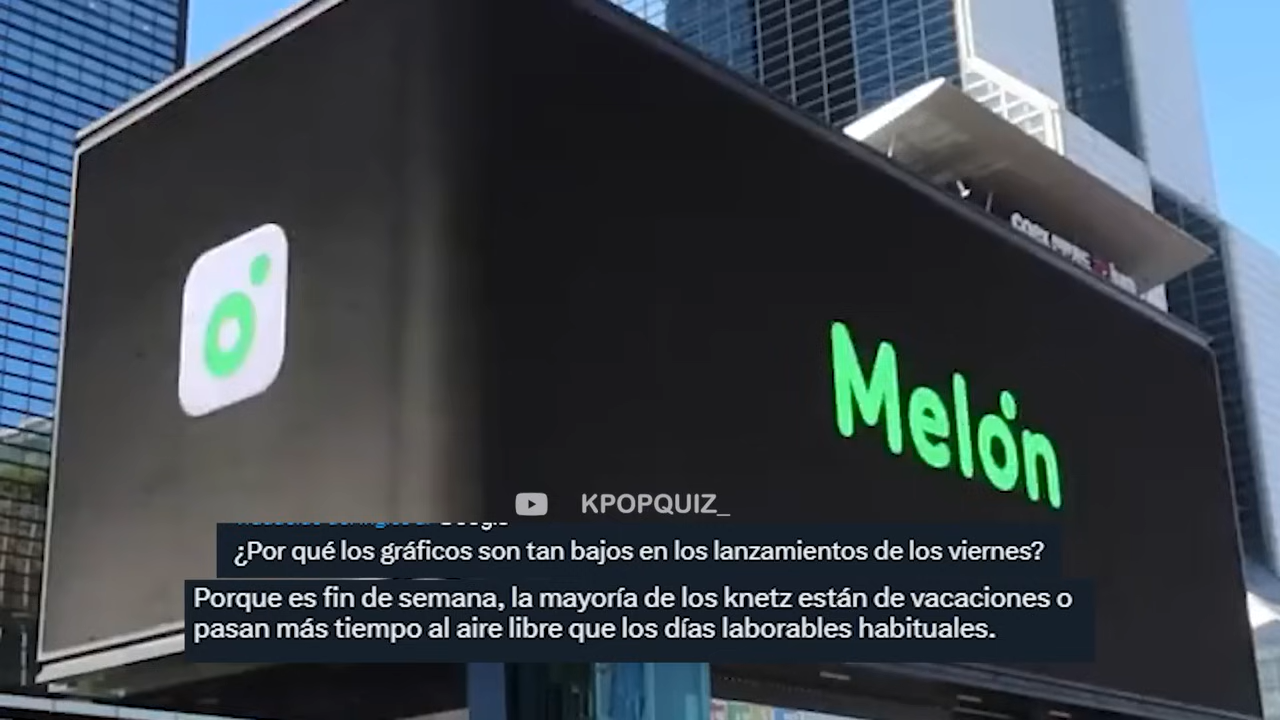 Melon
KPOPQUIZ_
¿Por qué los gráficos son tan bajos en los lanzamientos de los viernes?
Porque es fin de semana, la mayoría de los knetz están de vacaciones o
pasan más tiempo al aire libre que los días laborables habituales.